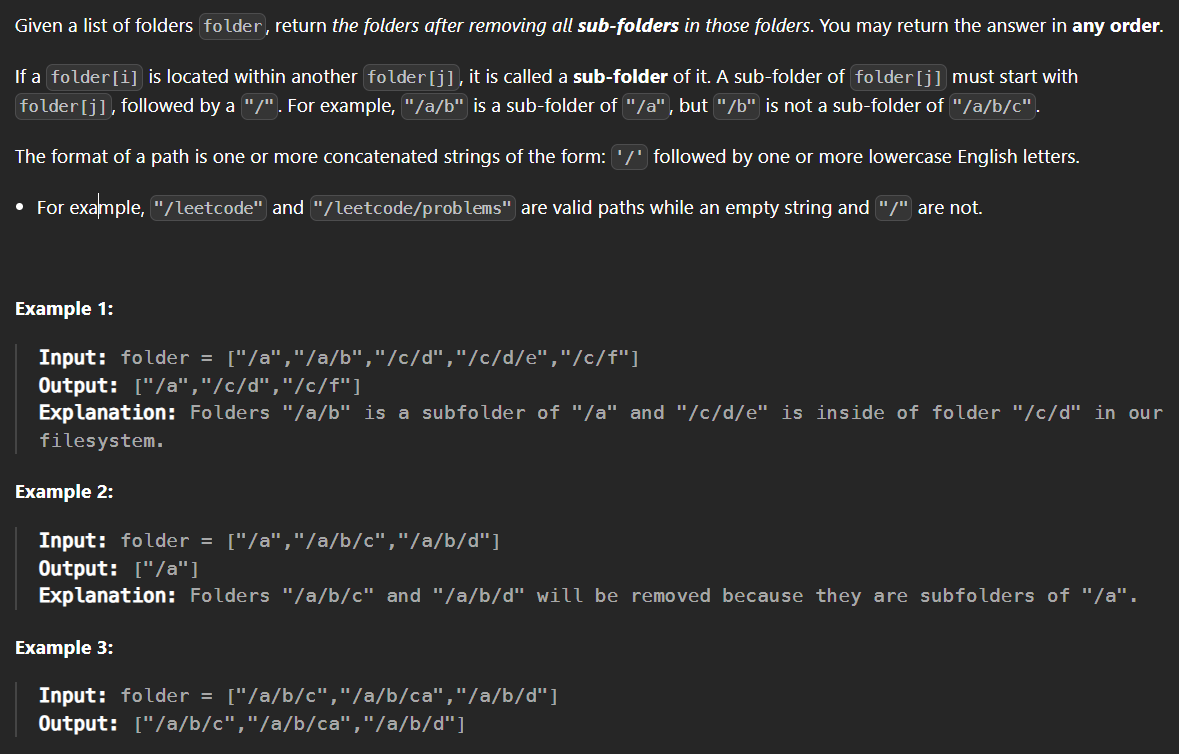 Given a list of folders folder, return the folders after removing all sub-folders in those folders. You may return the answer in any order.
If a folder[i] is located within another folder[j], it is called a sub-folder of it. A sub-folder of folder[j] must start with
folder[j], followed by a "/". For example, "/a/b" is a sub-folder of "/a", but "/b" is not a sub-folder of "/a/b/c".
The format of a path is one or more concatenated strings of the form: '/' followed by one or more lowercase English letters.
• For example, "/leetcode" and "/leetcode/problems" are valid paths while an empty string and "/" are not.
Example 1:
Input: folder = ["/a","/a/b","/c/d","/c/d/e","/c/f"]
Output: ["/a","/c/d","/c/f"]
Explanation: Folders "/a/b" is a subfolder of "/a" and "/c/d/e" is inside of folder "/c/d" in our
filesystem.
Example 2:
Input: folder = ["/a","/a/b/c","/a/b/d"]
Output: ["/a"]
Explanation: Folders "/a/b/c" and "/a/b/d" will be removed because they are subfolders of "/a".
Example 3:
Input: folder = ["/a/b/c","/a/b/ca","/a/b/d"]
Output: ["/a/b/c","/a/b/ca","/a/b/d"]